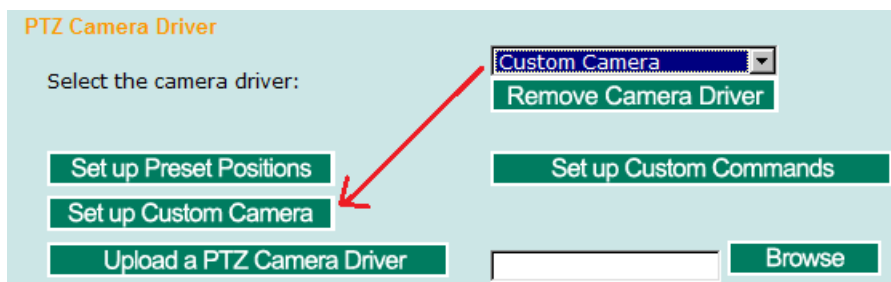 PTZ Camera Driver
Select the camera driver:
Custom Camera
Remove Camera Driver
Set up Preset Positions
Set up Custom Commands
Set up Custom Camera
Upload a PTZ Camera Driver
Browse